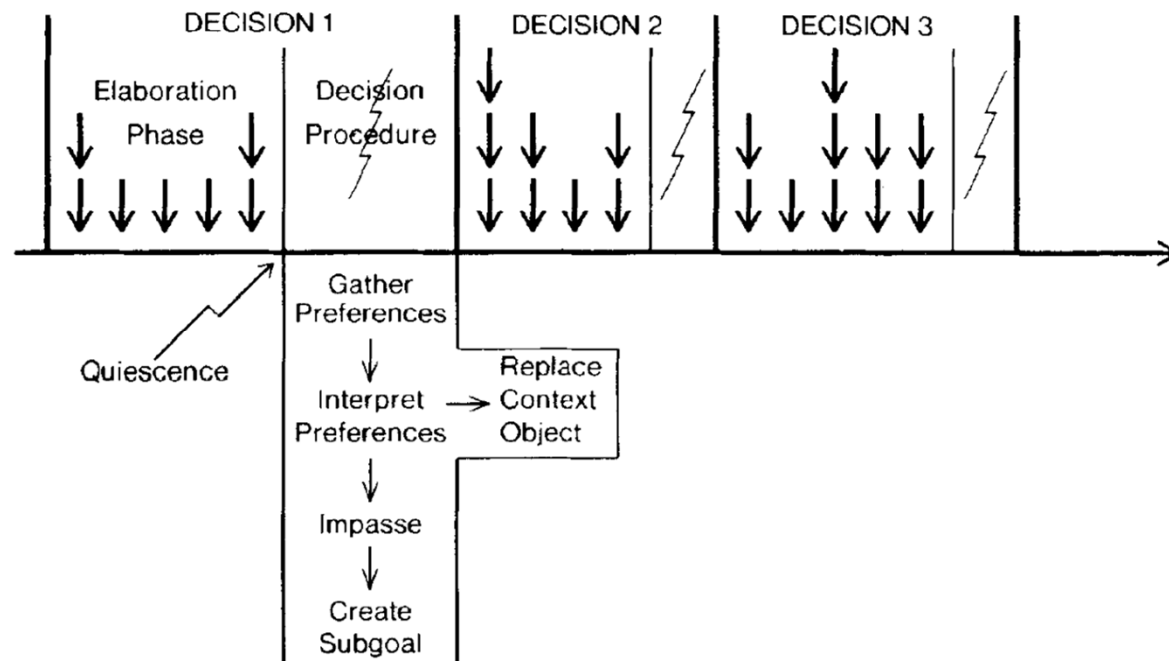 DECISION 1
DECISION 2
DECISION 3
Elaboration
Phase
Decision
Procedure
Quiescence
Gather
Preferences
Interpret
Preferences
Replace
Context
Object
Impasse
Create
Subgoal